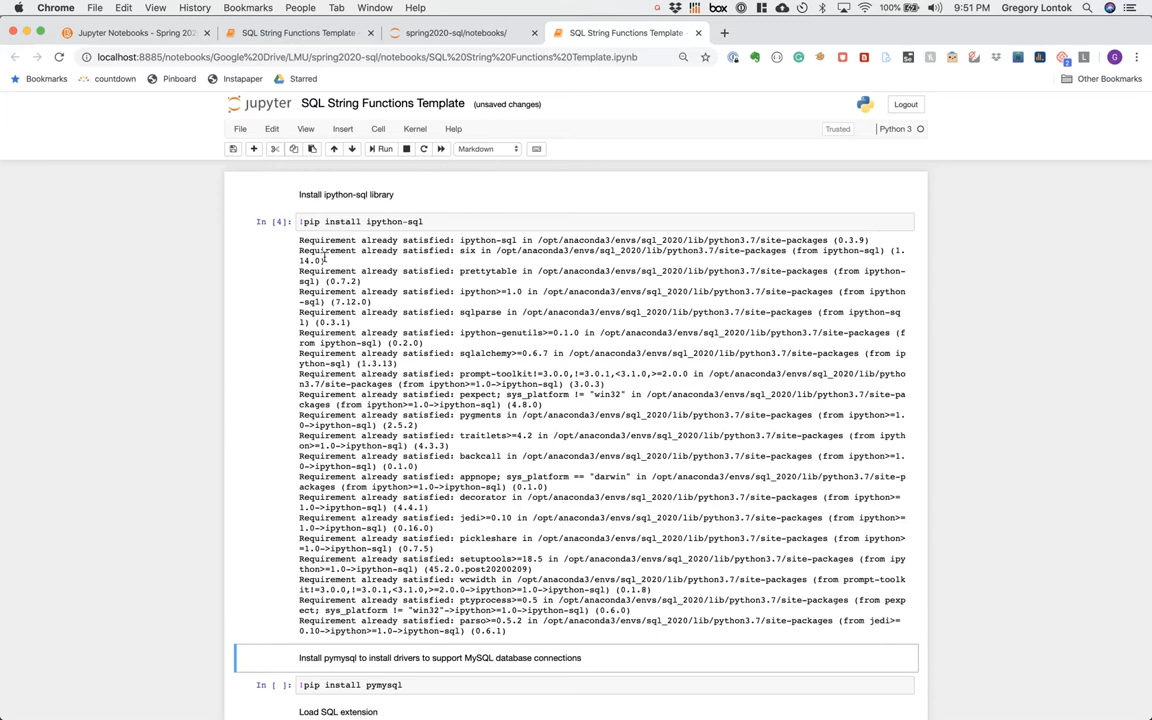 Chrome File Edit View History Bookmarks People Tab Window Help
100% Sun 9:51 PM Gregory Lontok
Jupyter Notebooks - Spring 202
SQL String Functions Template -
spring2020-sql/notebooks/
SQL String Functions Template -
localhost:8885/notebooks/Google%20Drive/LMU/spring2020-sql/notebooks/SQL%20String%20Functions%20Template.ipynb
Bookmarks countdown Pinboard Instapaper Starred Other Bookmarks
jupyter SQL String Functions Template (unsaved changes) Logout
File Edit View Insert Cell Kernel Help Trusted Python 3
Run Markdown
Install ipython-sql library
In [4]: !pip install ipython-sql
Requirement already satisfied: ipython-sql in /opt/anaconda3/envs/sql_2020/lib/python3.7/site-packages (0.3.9)
Requirement already satisfied: six in /opt/anaconda3/envs/sql_2020/lib/python3.7/site-packages (from ipython-sql) (1.
14.0)
Requirement already satisfied: prettytable in /opt/anaconda3/envs/sql_2020/lib/python3.7/site-packages (from ipython-
sql) (0.7.2)
Requirement already satisfied: ipython>=1.0 in /opt/anaconda3/envs/sql_2020/lib/python3.7/site-packages (from ipython
-sql) (7.12.0)
Requirement already satisfied: sqlparse in /opt/anaconda3/envs/sql_2020/lib/python3.7/site-packages (from ipython-sq
l) (0.3.1)
Requirement already satisfied: ipython-genutils>=0.1.0 in /opt/anaconda3/envs/sql_2020/lib/python3.7/site-packages (f
rom ipython-sql) (0.2.0)
Requirement already satisfied: sqlalchemy>=0.6.7 in /opt/anaconda3/envs/sql_2020/lib/python3.7/site-packages (from ip
ython-sql) (1.3.13)
Requirement already satisfied: prompt-toolkit!=3.0.0,!=3.0.1,<3.1.0,>=2.0.0 in /opt/anaconda3/envs/sql_2020/lib/pytho
n3.7/site-packages (from ipython>=1.0->ipython-sql) (3.0.3)
Requirement already satisfied: pexpect; sys_platform != "win32" in /opt/anaconda3/envs/sql_2020/lib/python3.7/site-pa
ckages (from ipython>=1.0->ipython-sql) (4.8.0)
Requirement already satisfied: pygments in /opt/anaconda3/envs/sql_2020/lib/python3.7/site-packages (from ipython>=1.
0->ipython-sql) (2.5.2)
Requirement already satisfied: traitlets>=4.2 in /opt/anaconda3/envs/sql_2020/lib/python3.7/site-packages (from ipyth
on>=1.0->ipython-sql) (4.3.3)
Requirement already satisfied: backcall in /opt/anaconda3/envs/sql_2020/lib/python3.7/site-packages (from ipython>=1.
0->ipython-sql) (0.1.0)
Requirement already satisfied: appnope; sys_platform == "darwin" in /opt/anaconda3/envs/sql_2020/lib/python3.7/site-p
ackages (from ipython>=1.0->ipython-sql) (0.1.0)
Requirement already satisfied: decorator in /opt/anaconda3/envs/sql_2020/lib/python3.7/site-packages (from ipython>=
1.0->ipython-sql) (4.4.1)
Requirement already satisfied: jedi>=0.10 in /opt/anaconda3/envs/sql_2020/lib/python3.7/site-packages (from ipython>=
1.0->ipython-sql) (0.16.0)
Requirement already satisfied: pickleshare in /opt/anaconda3/envs/sql_2020/lib/python3.7/site-packages (from ipython>
=1.0->ipython-sql) (0.7.5)
Requirement already satisfied: setuptools>=18.5 in /opt/anaconda3/envs/sql_2020/lib/python3.7/site-packages (from ipy
thon>=1.0->ipython-sql) (45.2.0.post20200209)
Requirement already satisfied: wcwidth in /opt/anaconda3/envs/sql_2020/lib/python3.7/site-packages (from prompt-toolk
it!=3.0.0,!=3.0.1,<3.1.0,>=2.0.0->ipython>=1.0->ipython-sql) (0.1.8)
Requirement already satisfied: ptyprocess>=0.5 in /opt/anaconda3/envs/sql_2020/lib/python3.7/site-packages (from pexp
ect; sys_platform != "win32"->ipython>=1.0->ipython-sql) (0.6.0)
Requirement already satisfied: parso>=0.5.2 in /opt/anaconda3/envs/sql_2020/lib/python3.7/site-packages (from jedi>=
0.10->ipython>=1.0->ipython-sql) (0.6.1)
Install pymysql to install drivers to support MySQL database connections
In [ ]: !pip install pymysql
Load SQL extension